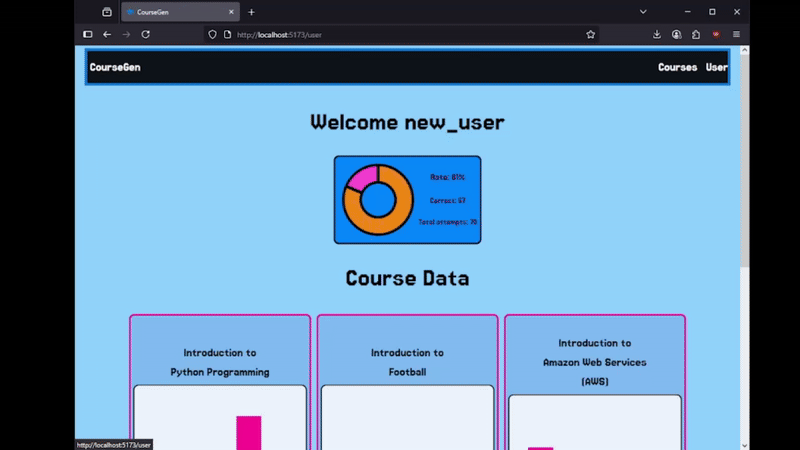 CourseGen
http://localhost:5173/user
CourseGen
Courses User
Welcome new_user
Rate: 81%
Correct: 57
Total attempts: 70
Course Data
Introduction to
Python Programming
Introduction to
Football
Introduction to
Amazon Web Services
(AWS)
http://localhost:5173/user